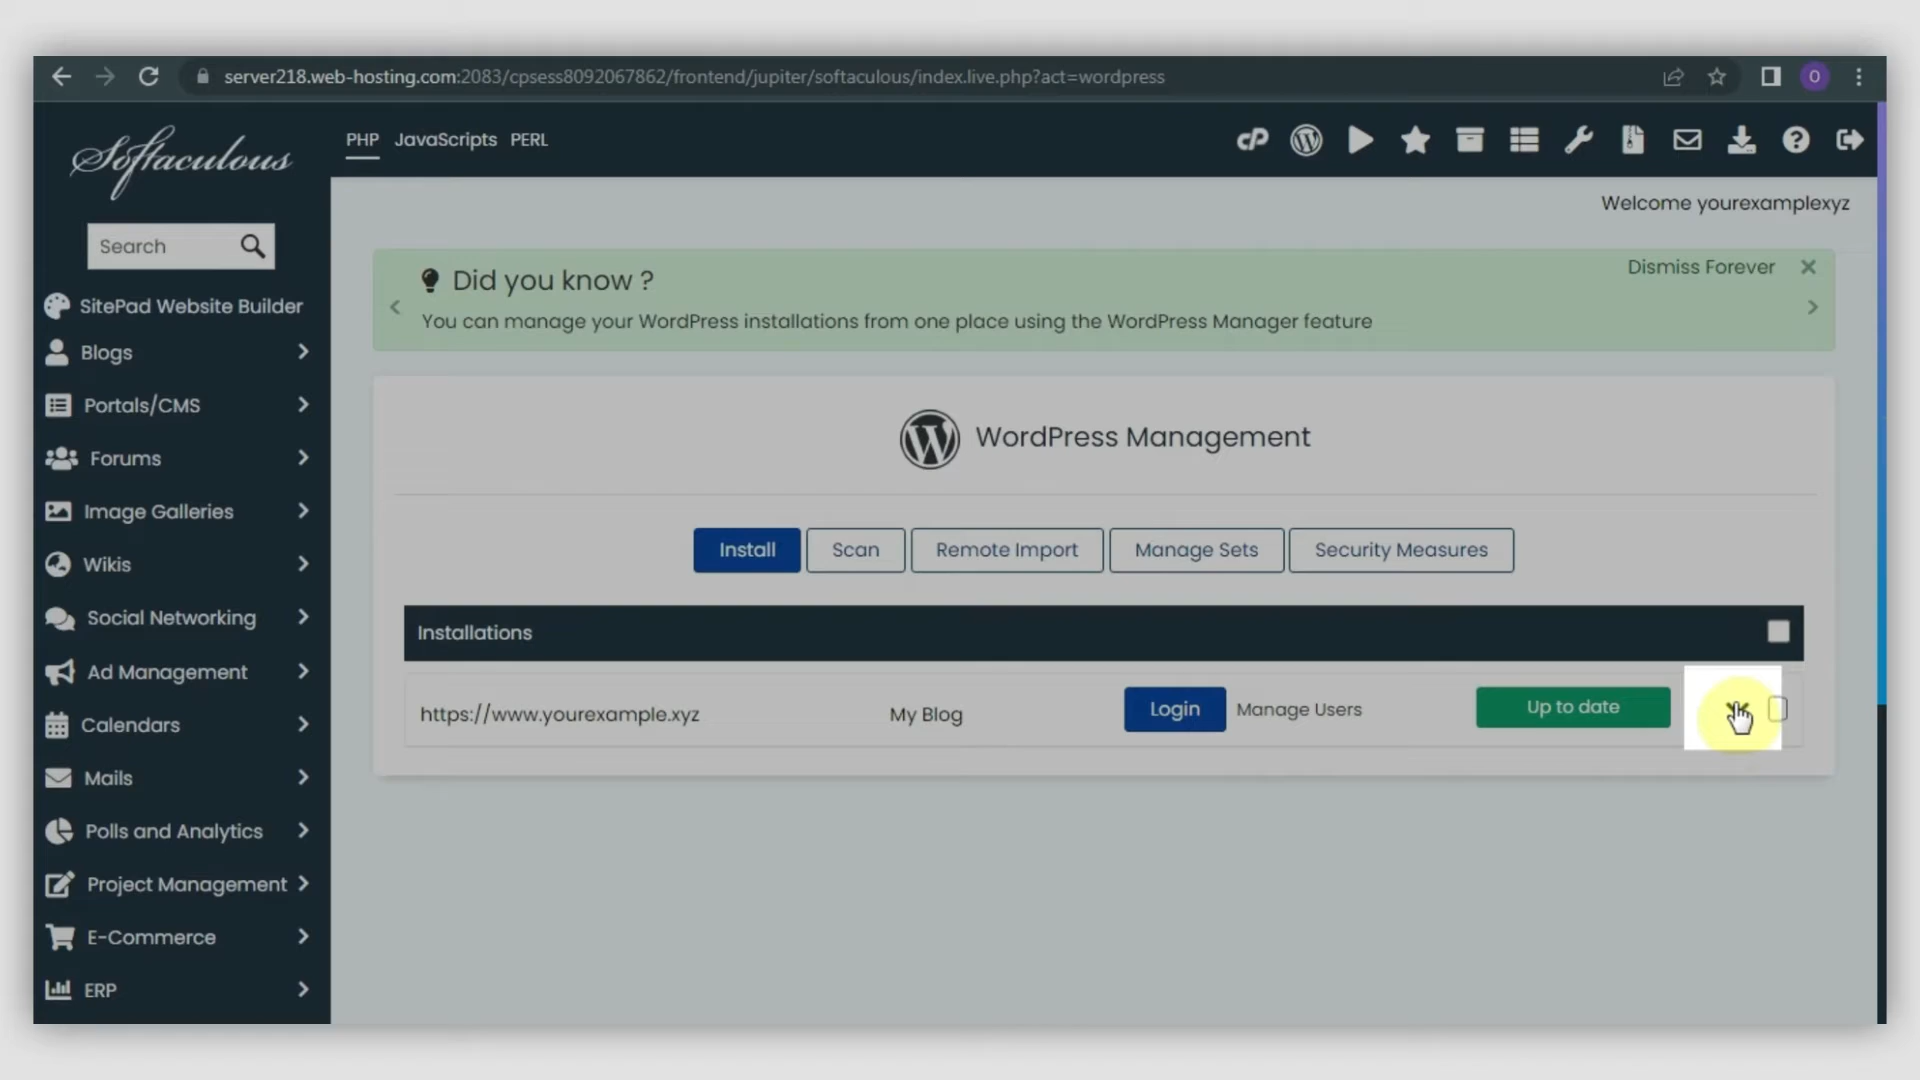 server218.web-hosting.com:2083/cpsess8092067862/frontend/jupiter/softaculous/index.live.php?act=wordpress
O
Softaculous
PHP JavaScripts PERL
cP
Welcome yourexamplexyz
Search
Did you know ?
Dismiss Forever
You can manage your WordPress installations from one place using the WordPress Manager feature
SitePad Website Builder
Blogs
Portals/CMS
Forums
Image Galleries
Wikis
Social Networking
Ad Management
Calendars
Mails
Polls and Analytics
Project Management
E-Commerce
ERP
WordPress Management
Install Scan Remote Import Manage Sets Security Measures
Installations
https://www.yourexample.xyz My Blog Login Manage Users Up to date